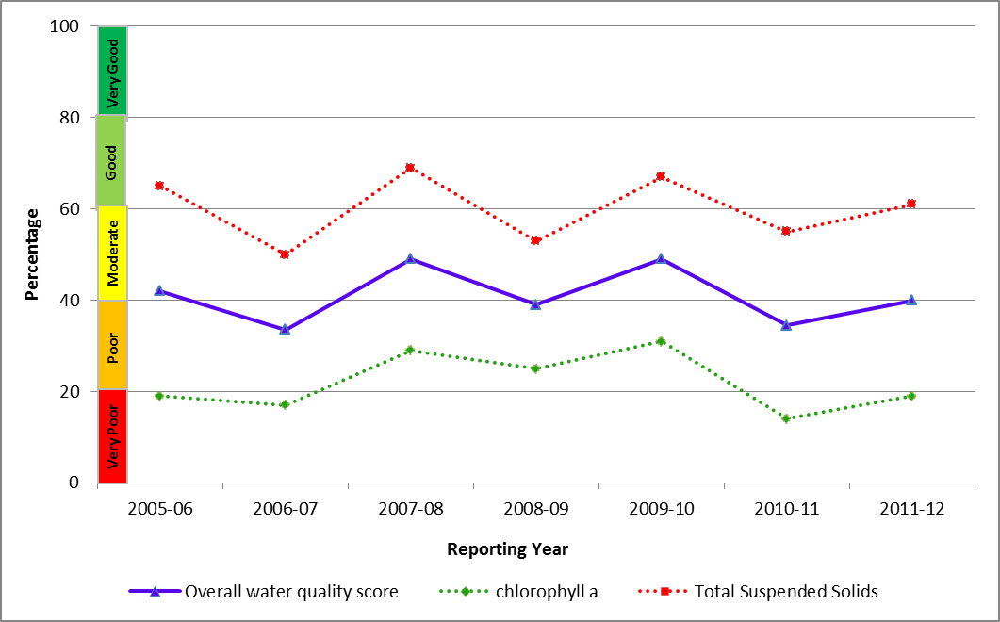 100
80
60
40
20
0
Percentage
Very Good
Good
Moderate
Poor
Very Poor
2005-06 2006-07 2007-08 2008-09 2009-10 2010-11 2011-12
Reporting Year
Overall water quality score chlorophyll a Total Suspended Solids